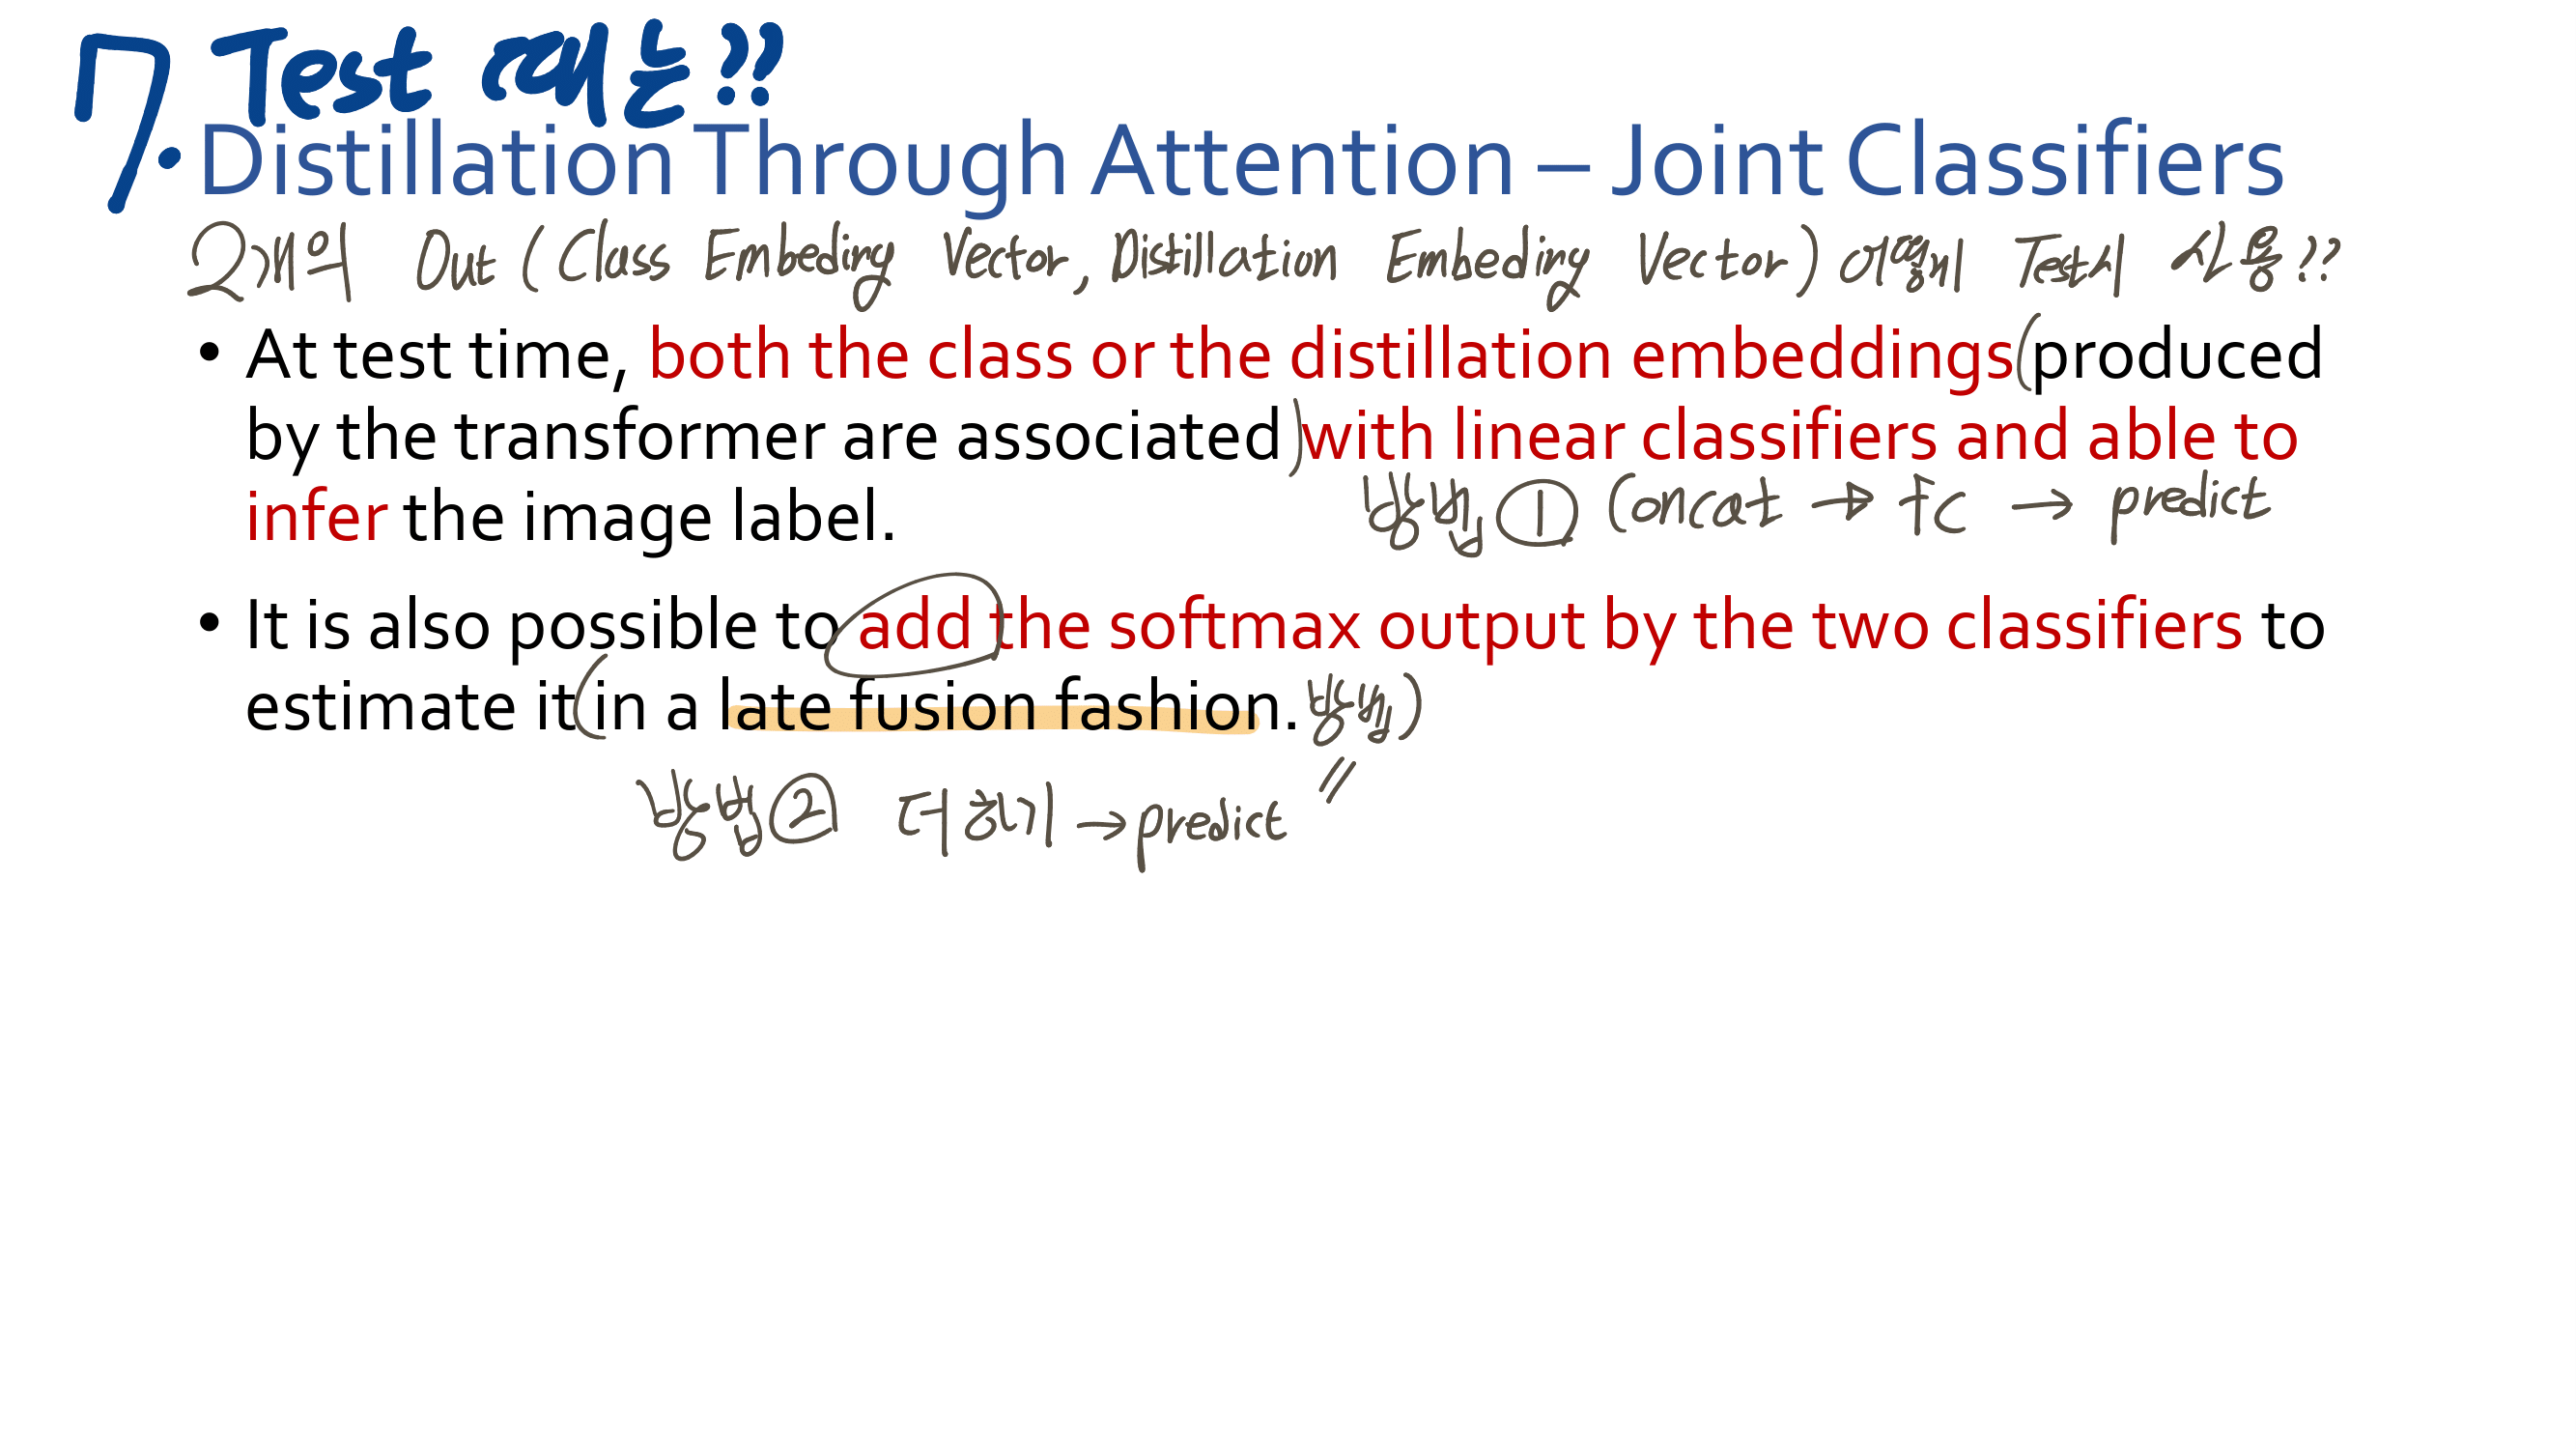 7. Test 때는??
Distillation Through Attention – Joint Classifiers
2개의 Out (Class Embeding Vector, Distillation Embeding Vector) 어떻게 Test시 사용??
• At test time, both the class or the distillation embeddings (produced
by the transformer are associated) with linear classifiers and able to
infer the image label.
방법 ① Concat → fc → predict
• It is also possible to add the softmax output by the two classifiers to
estimate it (in a late fusion fashion. 방법)
방법 ② 더하기 → predict